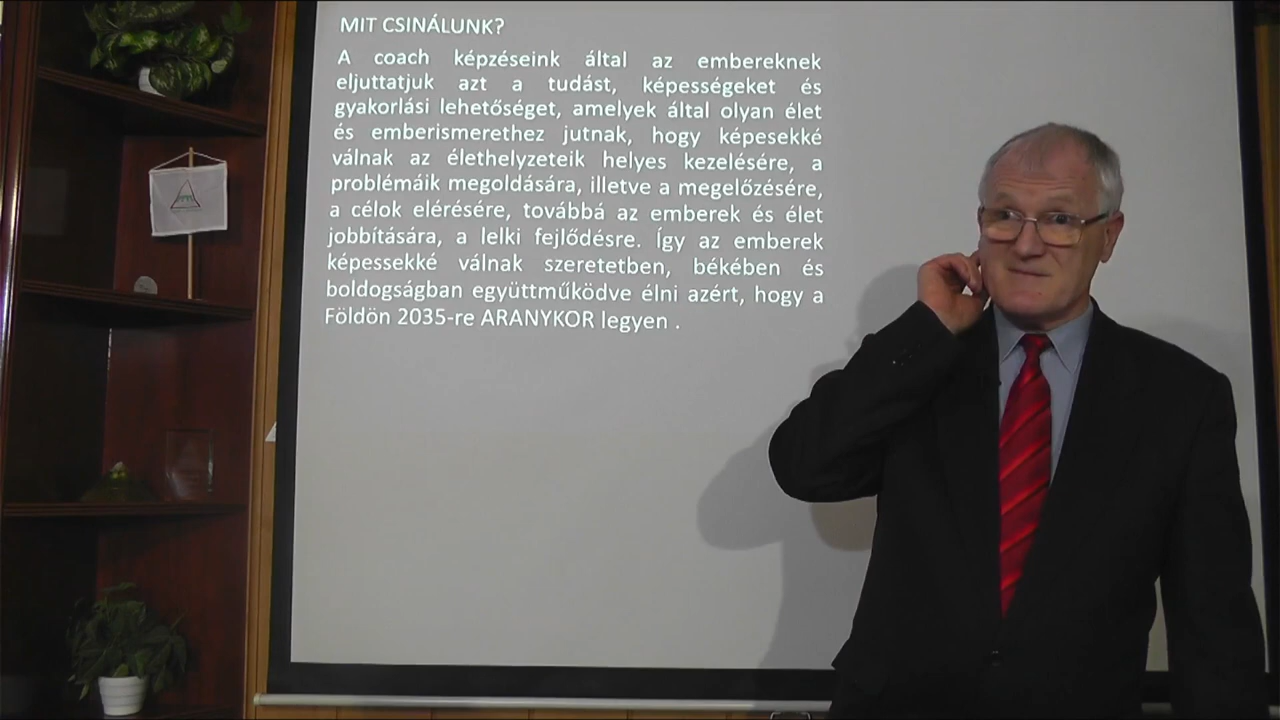 MIT CSINÁLUNK?
A coach képzéseink által az embereknek
eljuttatjuk azt a tudást, képességeket és
gyakorlási lehetőséget, amelyek által olyan élet
és emberismerethez jutnak, hogy képesekké
válnak az élethelyzeteik helyes kezelésére, a
problémáik megoldására, illetve a megelőzésére,
a célok elérésére, továbbá az emberek és élet
jobbítására, a lelki fejlődésre. Így az emberek
képessekké válnak szeretetben, békében és
boldogságban együttműködve élni azért, hogy a
Földön 2035-re ARANYKOR legyen .